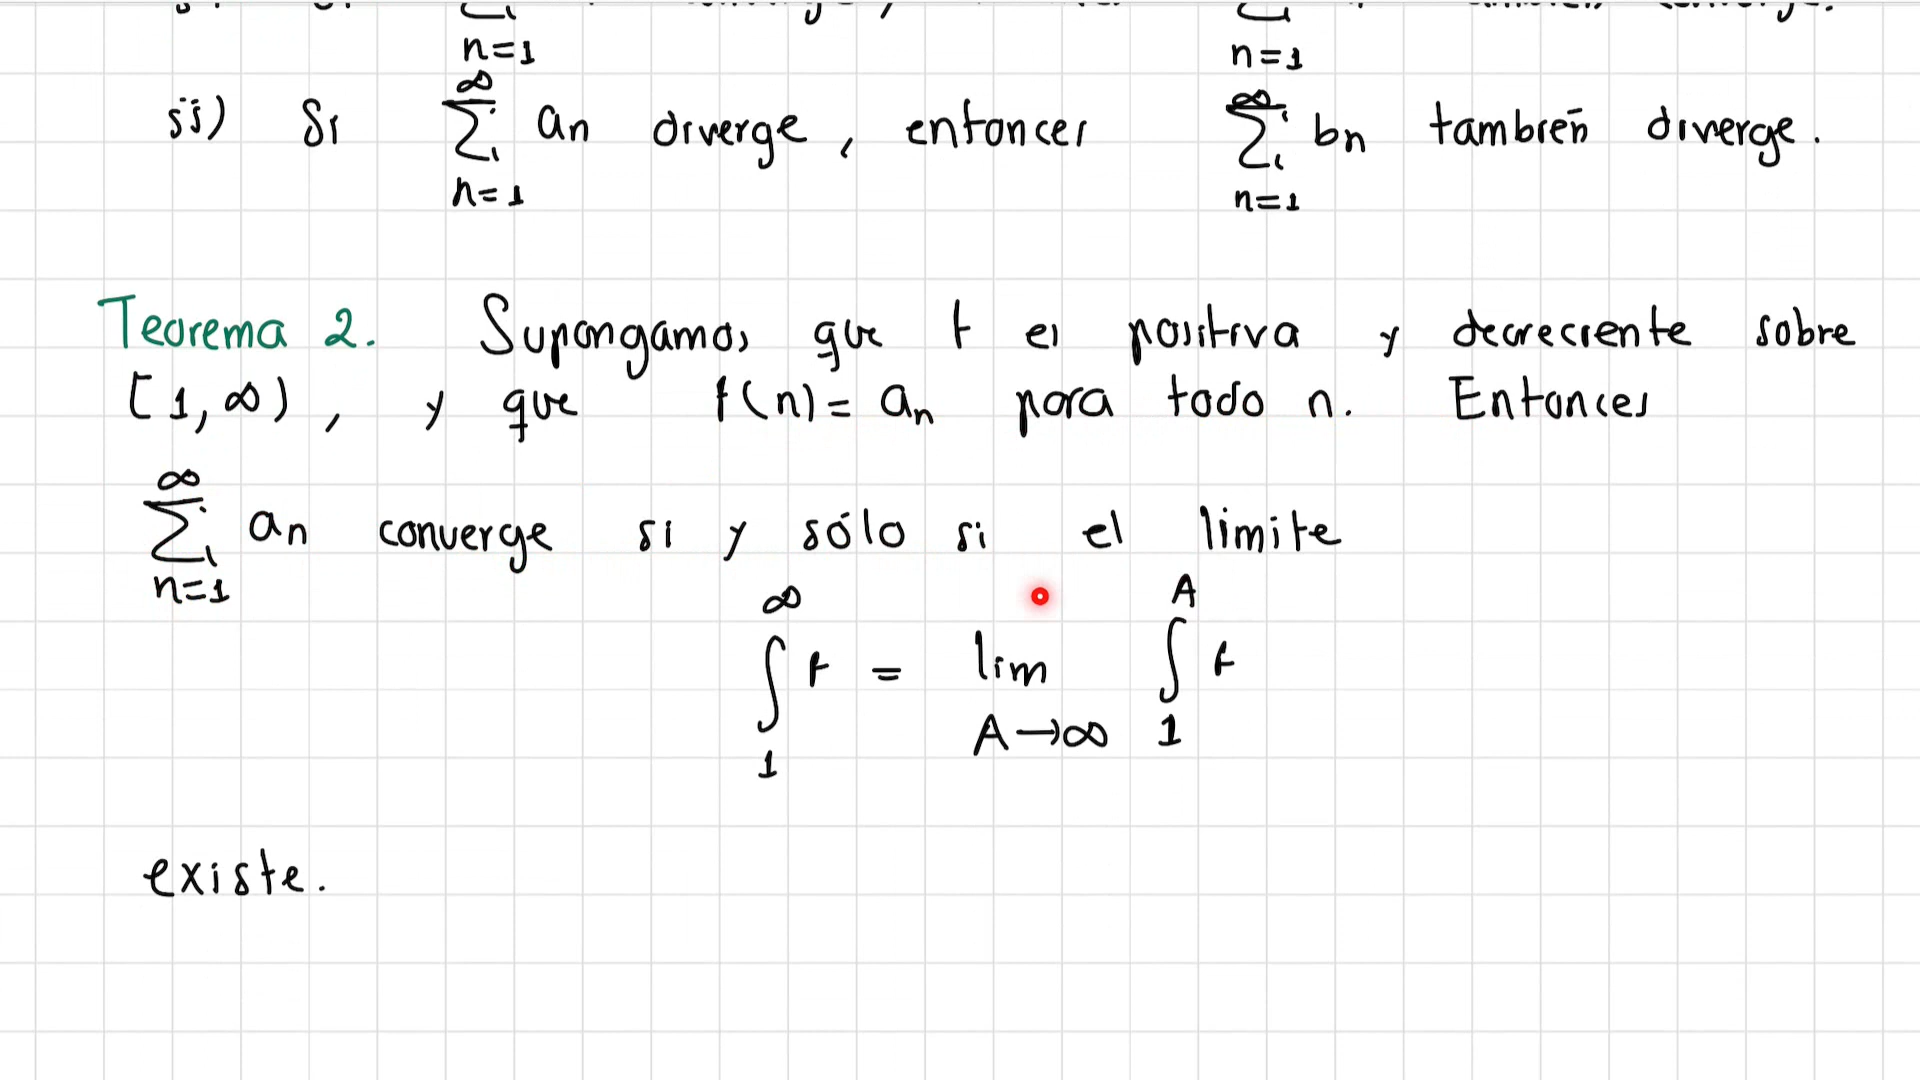 n=1 n=1
ii) Si ∞ ∑ n=1 an diverge, entonces ∞ ∑ n=1 bn también diverge.
Teorema 2. Supongamos que f es positiva y decreciente sobre
[1, ∞), y que f(n) = an para todo n. Entonces
∞ ∑ n=1 an converge si y sólo si el límite
∞ ∫ 1 f = lim A→∞ A ∫ 1 f
existe.